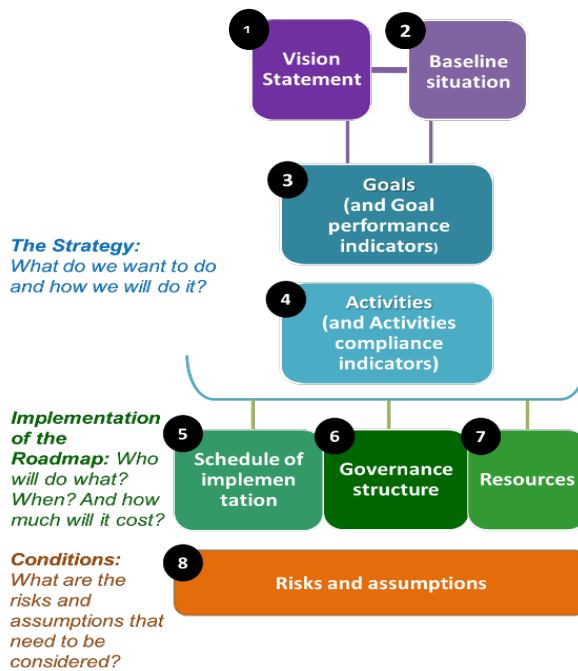 1
Vision
Statement
2
Baseline
situation
3
Goals
(and Goal
performance
indicators)
The Strategy:
What do we want to do
and how we will do it?
4
Activities
(and Activities
compliance
indicators)
Implementation
of the
Roadmap: Who
will do what?
When? And how
much will it cost?
5
Schedule of
implemen
tation
6
Governance
structure
7
Resources
Conditions:
What are the
risks and
assumptions that
need to be
considered?
8
Risks and assumptions